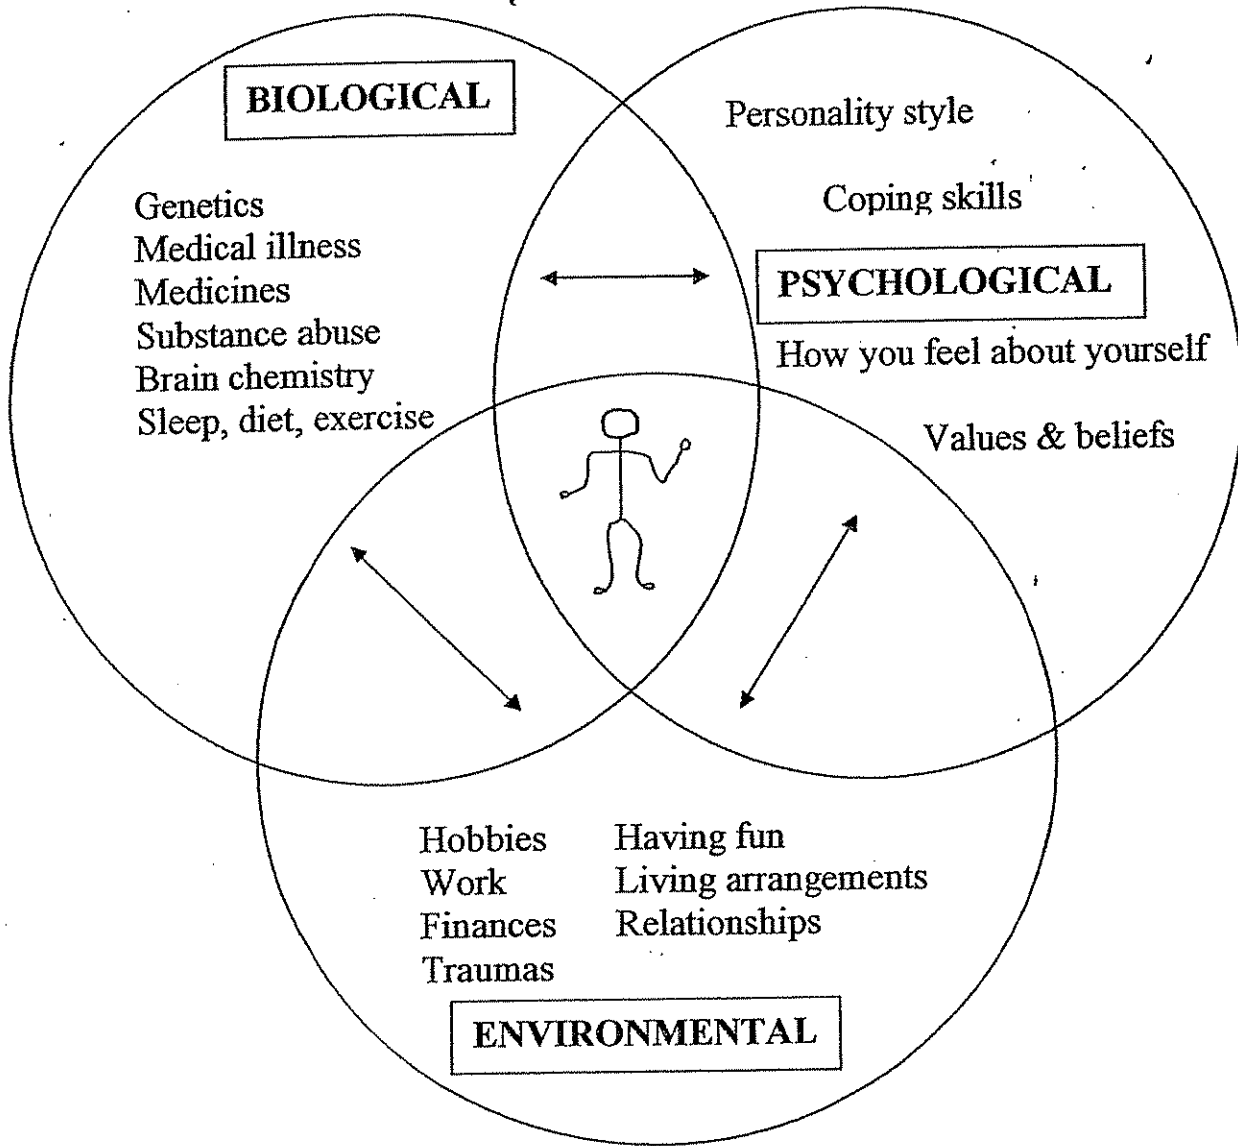 BIOLOGICAL
Genetics
Medical illness
Medicines
Substance abuse
Brain chemistry
Sleep, diet, exercise
Personality style
Coping skills
PSYCHOLOGICAL
How you feel about yourself
Values & beliefs
Hobbies
Work
Finances
Traumas
Having fun
Living arrangements
Relationships
ENVIRONMENTAL